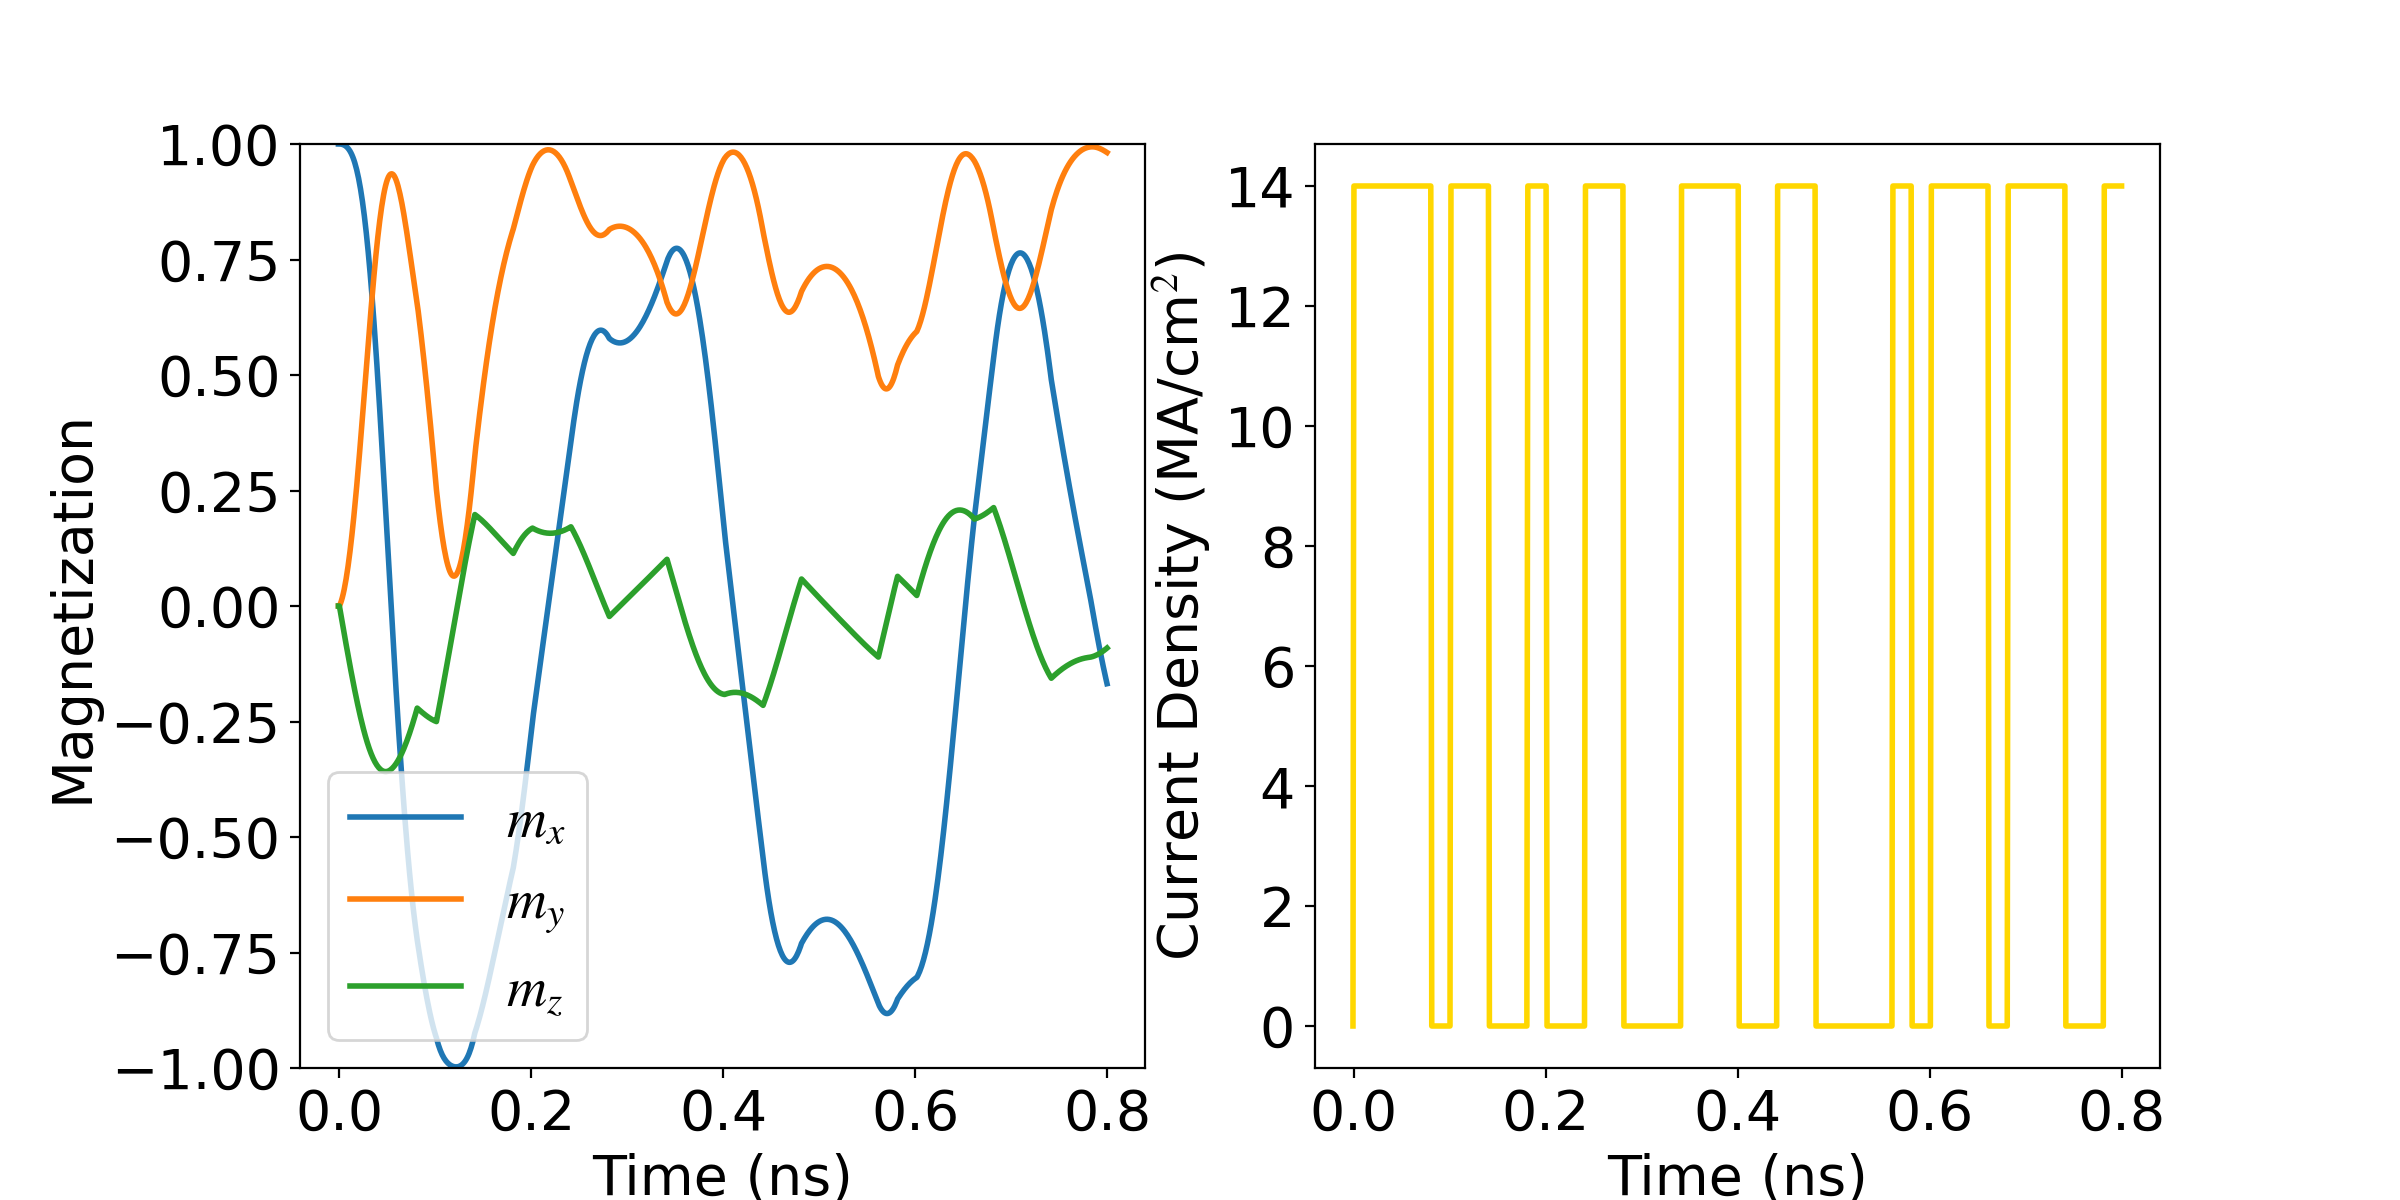 1.00
0.75
0.50
0.25
0.00
−0.25
−0.50
−0.75
−1.00
Magnetization
m_x
m_y
m_z
0.0 0.2 0.4 0.6 0.8
Time (ns)
14
12
10
8
6
4
2
0
Current Density (MA/cm²)
0.0 0.2 0.4 0.6 0.8
Time (ns)